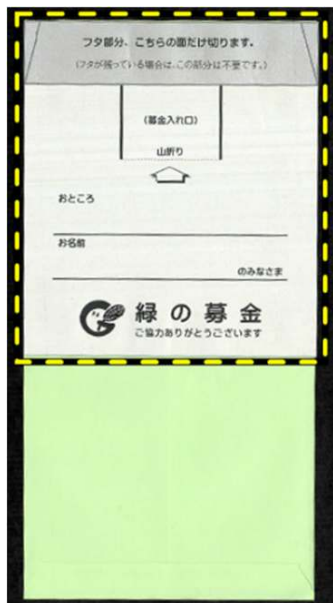 フタ部分、こちらの面だけ切ります。
(フタが残っている場合は、この部分は不要です。)
(募金入れ口)
山折り
おところ
お名前
のみなさま
緑の募金
ご協力ありがとうございます